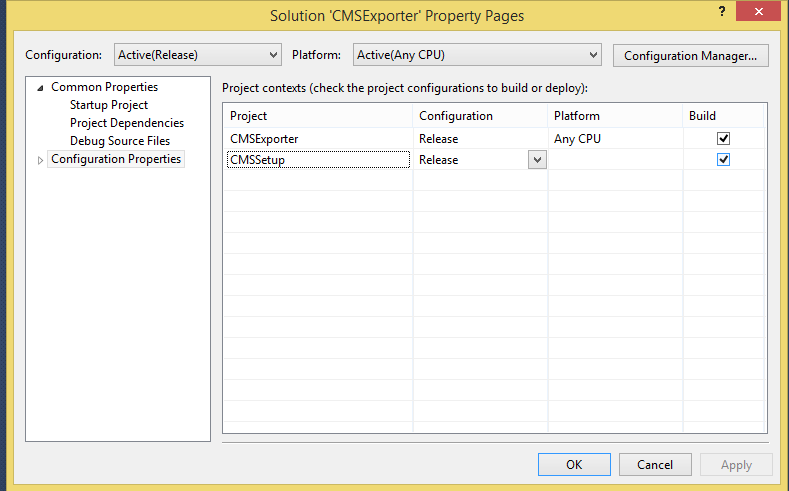 Solution 'CMSExporter' Property Pages
?
Configuration: Active(Release) Platform: Active(Any CPU) Configuration Manager...
Common Properties
Startup Project
Project Dependencies
Debug Source Files
Configuration Properties
Project contexts (check the project configurations to build or deploy):
Project Configuration Platform Build
CMSExporter Release Any CPU
CMSSetup Release
OK Cancel Apply